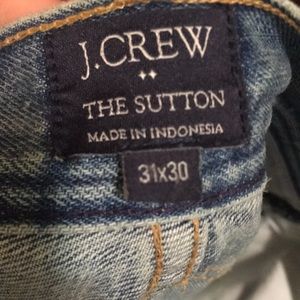 J.CREW
THE SUTTON
MADE IN INDONESIA
31x30